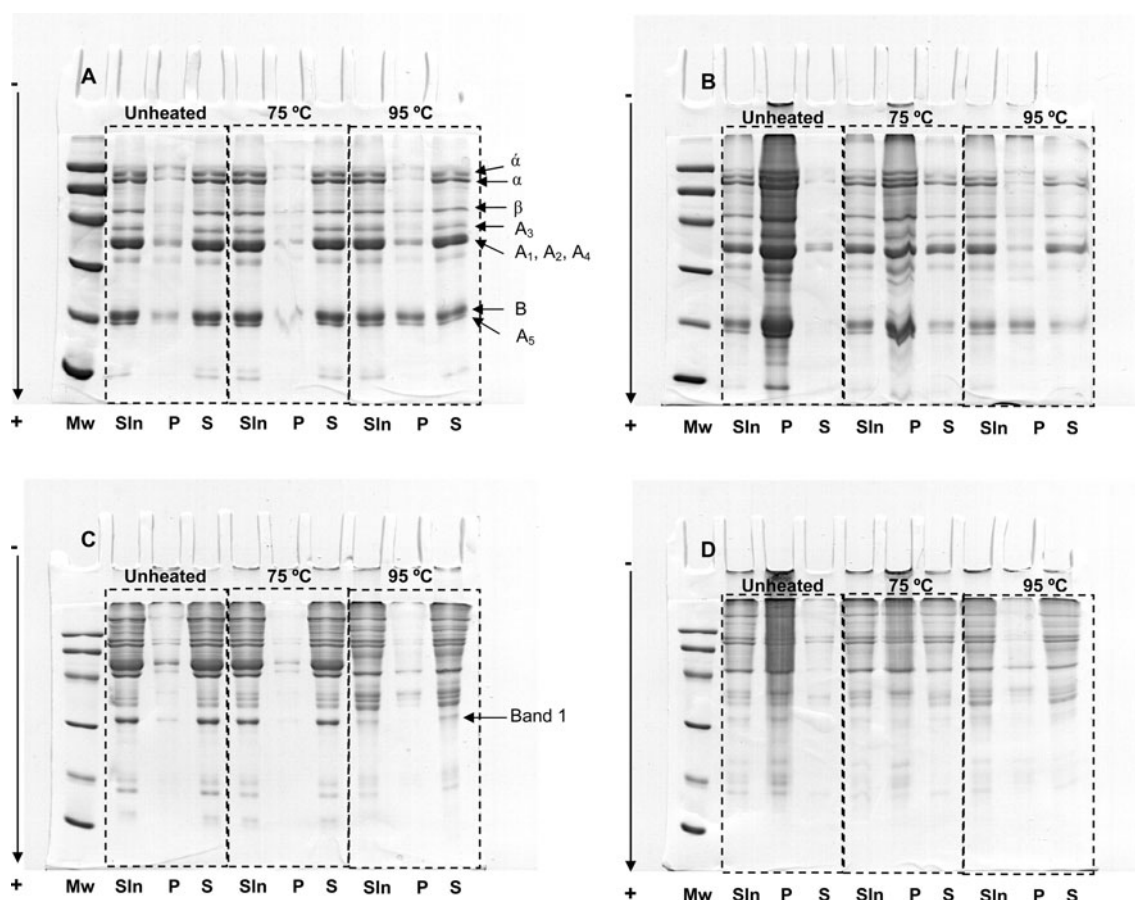 A
B
Unheated 75 ºC 95 ºC
Unheated 75 ºC 95 ºC
-
-
ά
α
β
A3
A1, A2, A4
B
A5
+ Mw Sln P S Sln P S Sln P S
+ Mw Sln P S Sln P S Sln P S
C
D
-
-
Unheated 75 ºC 95 ºC
Unheated 75 ºC 95 ºC
Band 1
+ Mw Sln P S Sln P S Sln P S
+ Mw Sln P S Sln P S Sln P S